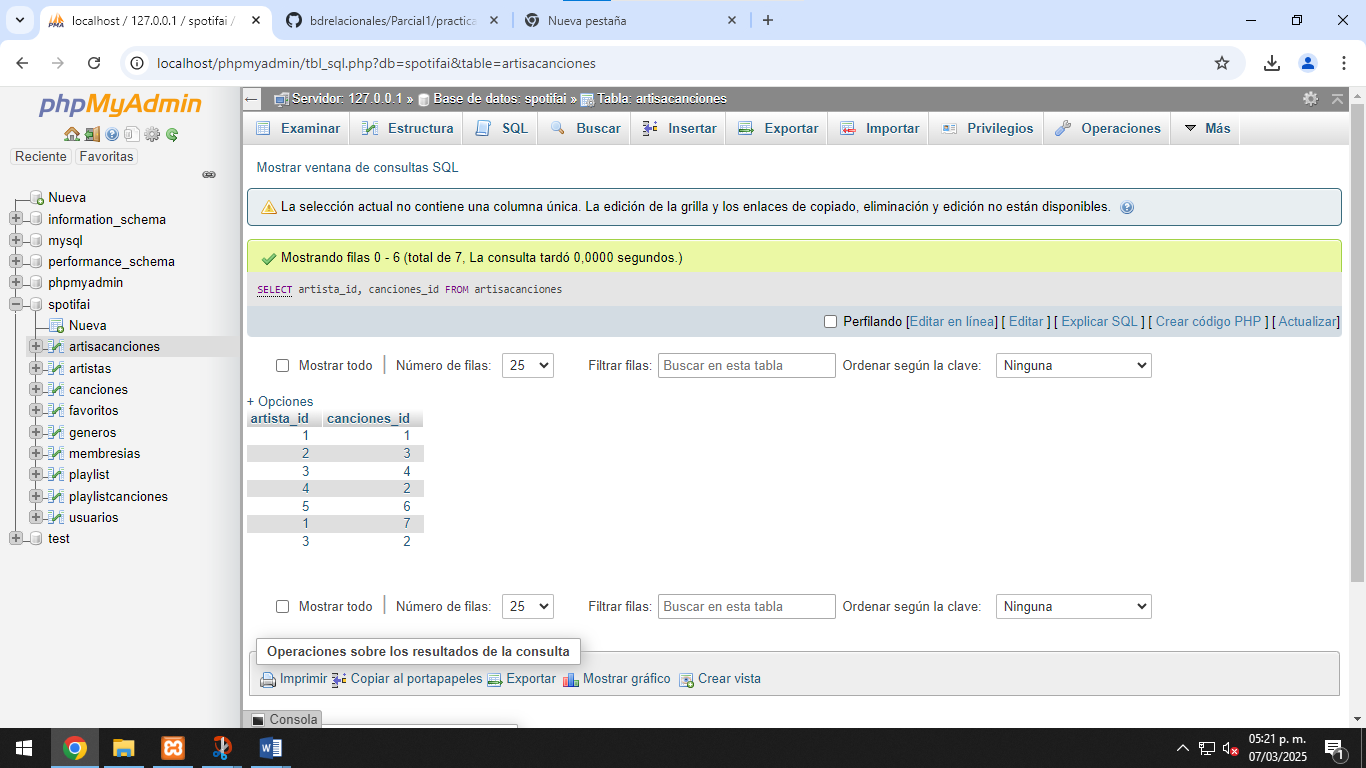 localhost / 127.0.0.1 / spotifai /
bdrelacionales/Parcial1/practica
Nueva pestaña
localhost/phpmyadmin/tbl_sql.php?db=spotifai&table=artisacanciones
phpMyAdmin
Reciente Favoritas
Nueva
information_schema
mysql
performance_schema
phpmyadmin
spotifai
Nueva
artisacanciones
artistas
canciones
favoritos
generos
membresias
playlist
playlistcanciones
usuarios
test
Servidor: 127.0.0.1 » Base de datos: spotifai » Tabla: artisacanciones
Examinar Estructura SQL Buscar Insertar Exportar Importar Privilegios Operaciones Más
Mostrar ventana de consultas SQL
La selección actual no contiene una columna única. La edición de la grilla y los enlaces de copiado, eliminación y edición no están disponibles.
Mostrando filas 0 - 6 (total de 7, La consulta tardó 0,0000 segundos.)
SELECT artista_id, canciones_id FROM artisacanciones
Perfilando [Editar en línea] [ Editar ] [ Explicar SQL ] [ Crear código PHP ] [ Actualizar]
Mostrar todo Número de filas: 25 Filtrar filas: Buscar en esta tabla Ordenar según la clave: Ninguna
+ Opciones
artista_id canciones_id
1 1
2 3
3 4
4 2
5 6
1 7
3 2
Mostrar todo Número de filas: 25 Filtrar filas: Buscar en esta tabla Ordenar según la clave: Ninguna
Operaciones sobre los resultados de la consulta
Imprimir Copiar al portapapeles Exportar Mostrar gráfico Crear vista
Consola
05:21 p. m.
07/03/2025
1